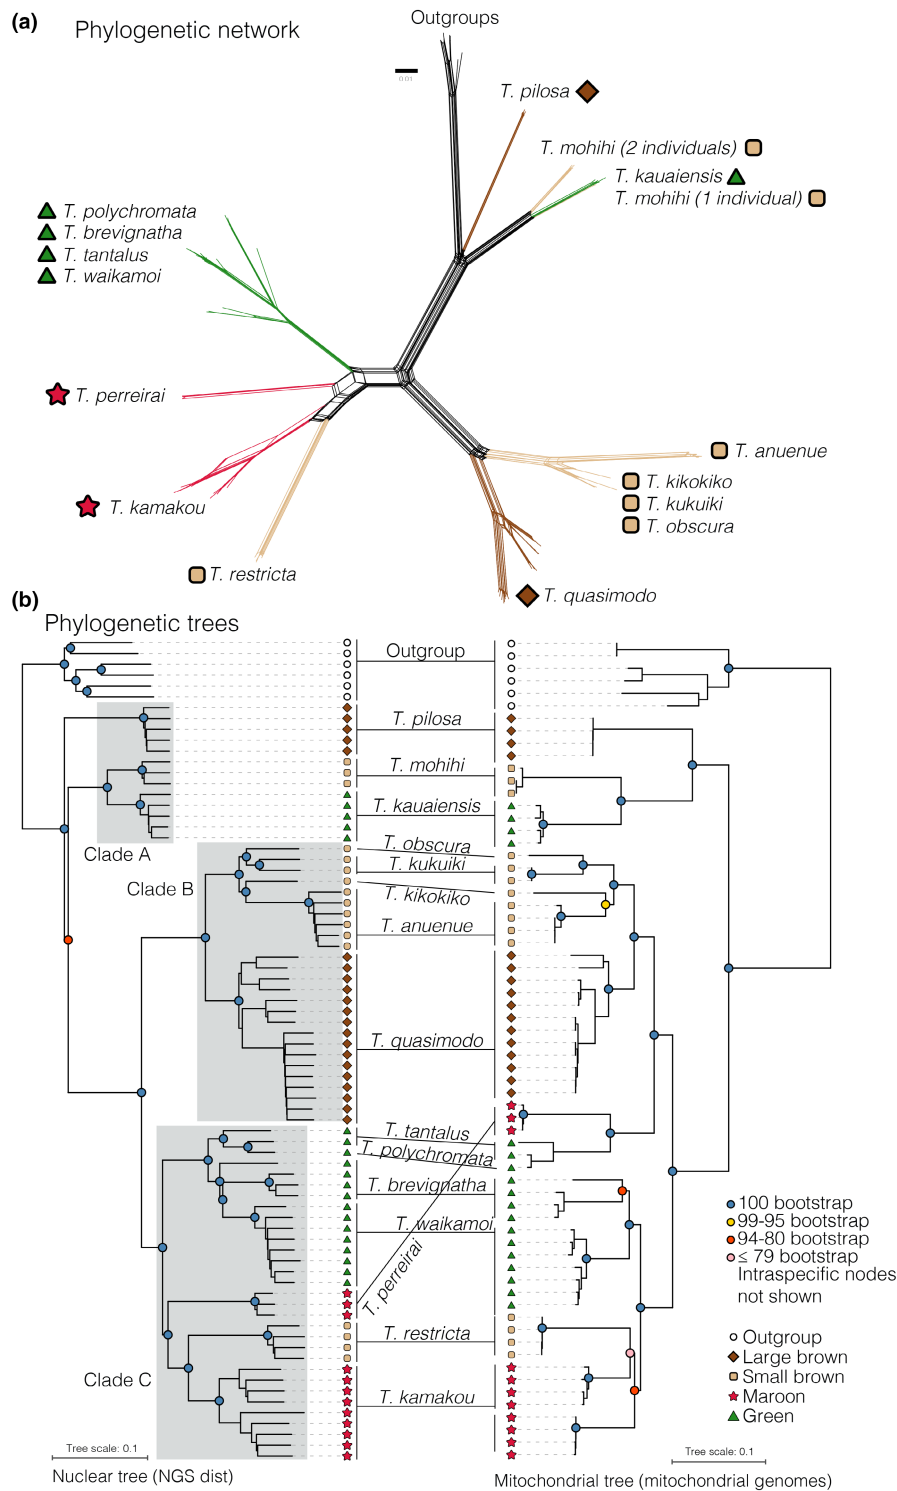 (a)
Phylogenetic network
Outgroups
0.01
T. pilosa
T. mohihi (2 individuals)
T. kauaiensis
T. mohihi (1 individual)
T. polychromata
T. brevignatha
T. tantalus
T. waikamoi
T. perreirai
T. kamakou
T. restricta
T. anuenue
T. kikokiko
T. kukuiki
T. obscura
T. quasimodo
(b)
Phylogenetic trees
Outgroup
T. pilosa
T. mohihi
T. kauaiensis
Clade A
T. obscura
T. kukuiki
Clade B
T. kikokiko
T. anuenue
T. quasimodo
T. tantalus
T. polychromata
T. brevignatha
T. waikamoi
T. perreirai
T. restricta
Clade C
T. kamakou
100 bootstrap
99-95 bootstrap
94-80 bootstrap
≤ 79 bootstrap
Intraspecific nodes
not shown
Outgroup
Large brown
Small brown
Maroon
Green
Tree scale: 0.1
Nuclear tree (NGS dist)
Tree scale: 0.1
Mitochondrial tree (mitochondrial genomes)